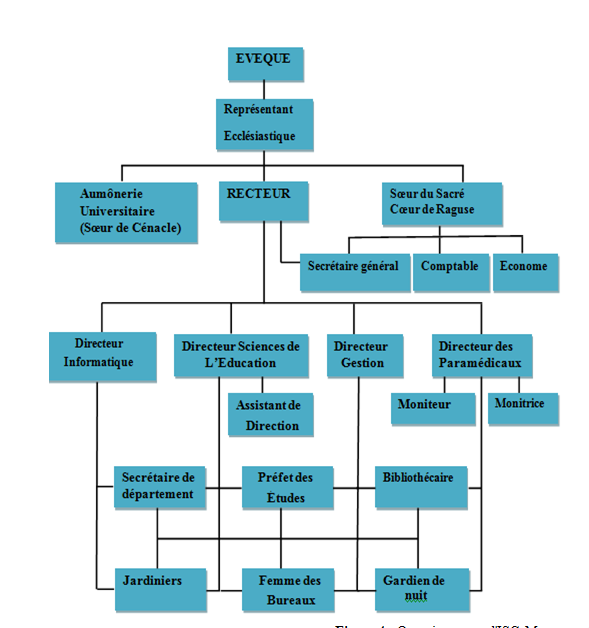 EVEQUE
Représentant
Ecclésiastique
Aumônerie
Universitaire
(Sœur de Cénacle)
RECTEUR
Sœur du Sacré
Cœur de Raguse
Secrétaire général
Comptable
Econome
Directeur
Informatique
Directeur Sciences de
L'Education
Directeur
Gestion
Directeur des
Paramédicaux
Assistant de
Direction
Moniteur
Monitrice
Secrétaire de
département
Préfet des
Études
Bibliothécaire
Jardiniers
Femme des
Bureaux
Gardien de
nuit